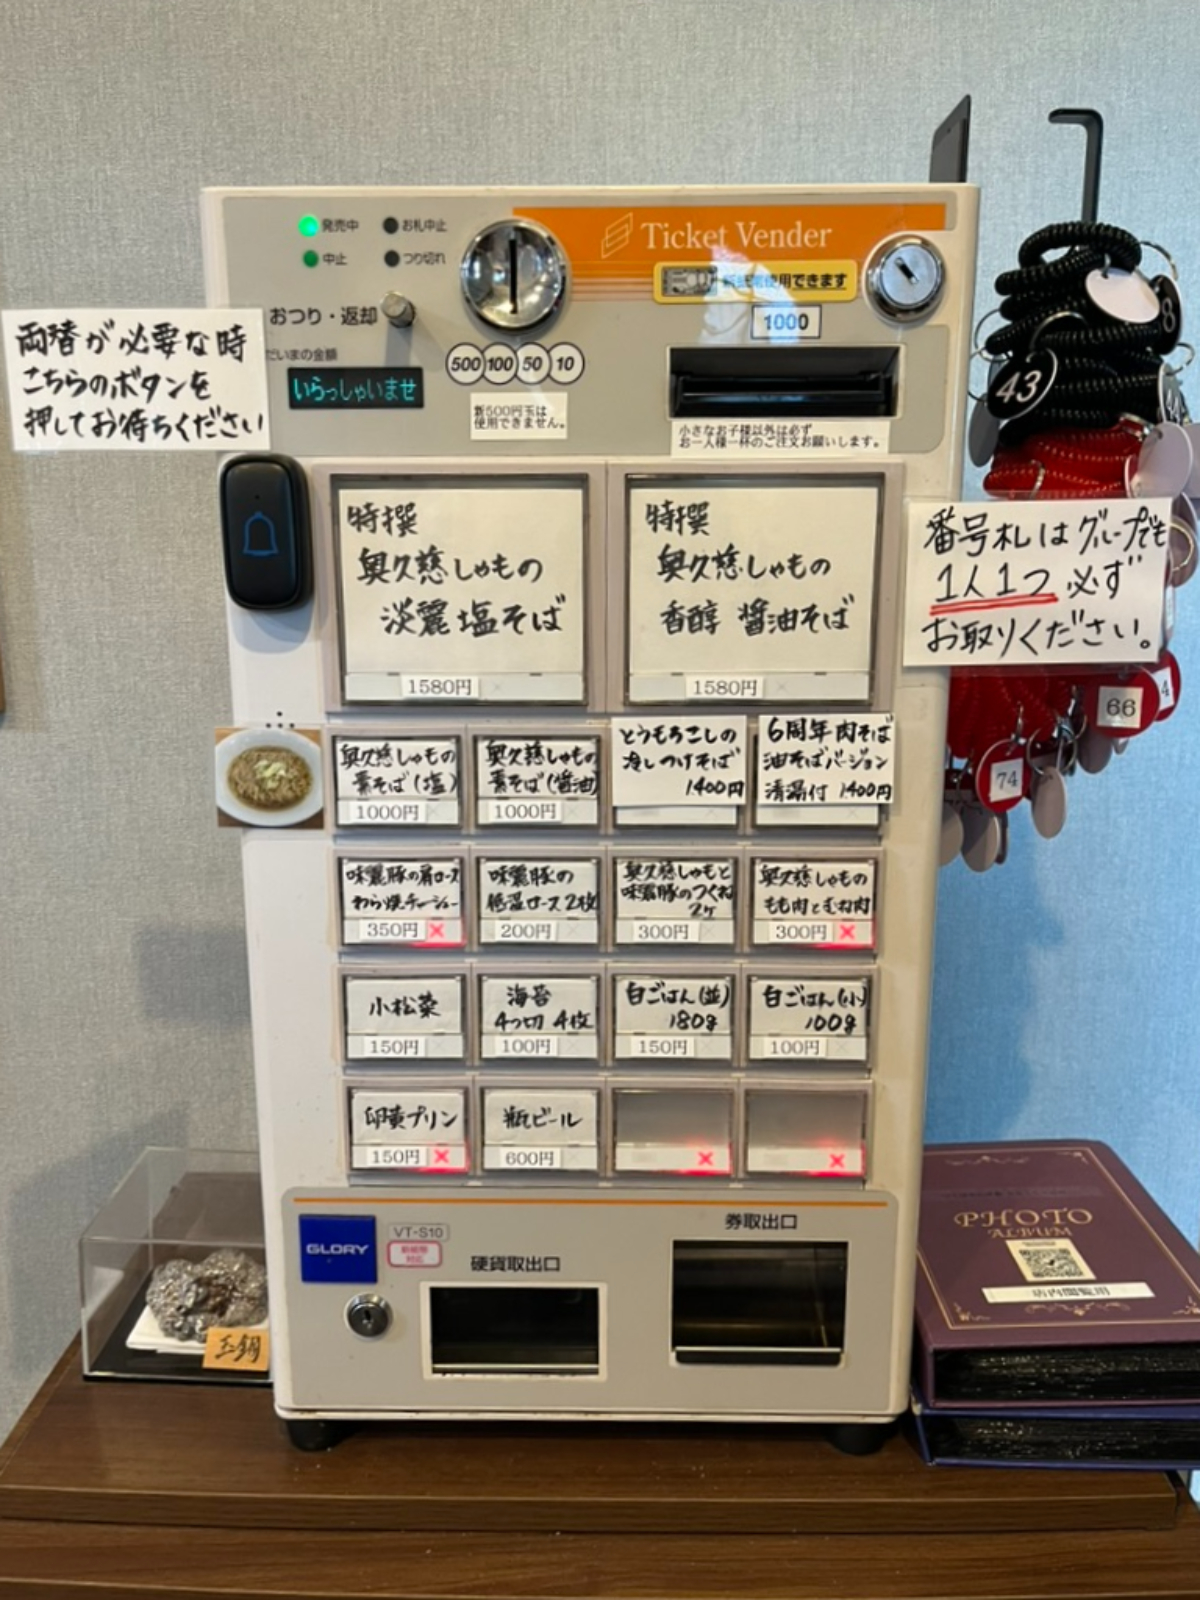 発売中
お札中止
中止
つり切れ
Ticket Vender
使用できます
1000
おつり・返却
だいまの金額
いらっしゃいませ
500 100 50 10
新500円玉は
使用できません。
小さなお子様以外は必ず
お一人様一杯のご注文お願いします。
両替が必要な時
こちらのボタンを
押してお待ちください
43
8
番号札はグループでも
1人1つ必ず
お取りください。
66
4
74
特撰
奥久慈しゃもの
淡麗塩そば
1580円
特撰
奥久慈しゃもの
香醇 醤油そば
1580円
奥久慈しゃもの
素そば(塩)
1000円
奥久慈しゃもの
素そば(醤油)
1000円
とうもろこしの
冷しつけそば
1400円
6周年肉そば
油そばバージョン
清湯付 1400円
味麗豚の肩ロース
わら焼チャーシュー
350円
味麗豚の
低温ロース2枚
200円
奥久慈しゃもと
味麗豚のつくね
2ケ
300円
奥久慈しゃもの
もも肉とむね肉
300円
小松菜
150円
海苔
4つ切 4枚
100円
白ごはん(並)
180g
150円
白ごはん(小)
100g
100円
卵黄プリン
150円
瓶ビール
600円
GLORY
VT-S10
新紙幣
対応
硬貨取出口
券取出口
玉鋼
PHOTO
ALBUM
店内閲覧用